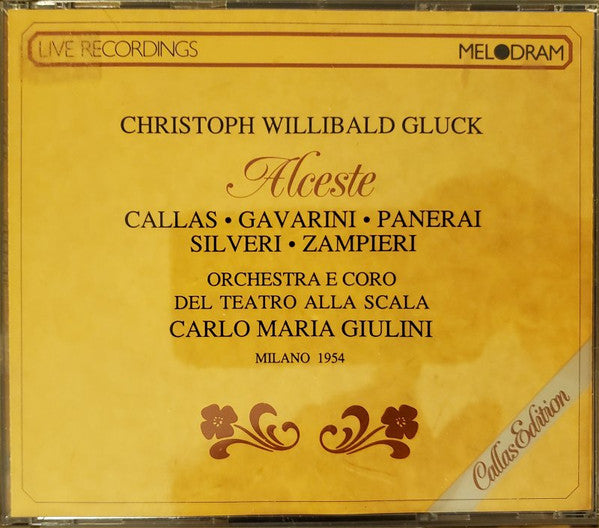 LIVE RECORDINGS
MELODRAM
CHRISTOPH WILLIBALD GLUCK
Alceste
CALLAS • GAVARINI • PANERAI
SILVERI • ZAMPIERI
ORCHESTRA E CORO
DEL TEATRO ALLA SCALA
CARLO MARIA GIULINI
MILANO 1954
Callas Edition